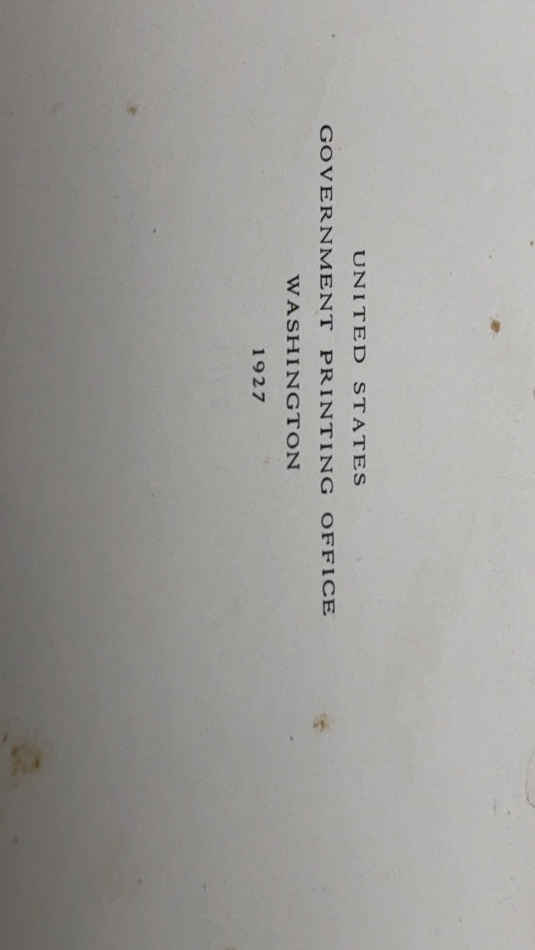 UNITED STATES
GOVERNMENT PRINTING OFFICE
WASHINGTON
1927